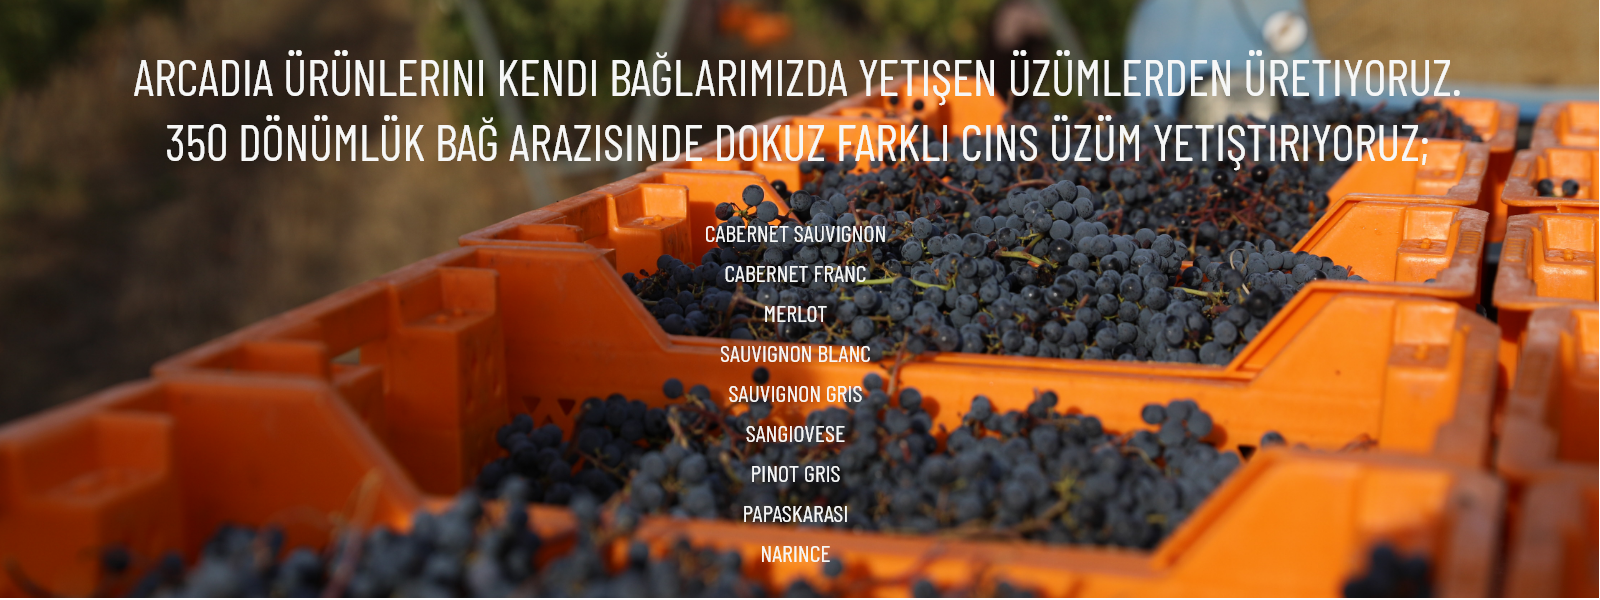 ARCADIA ÜRÜNLERINI KENDI BAĞLARIMIZDA YETIŞEN ÜZÜMLERDEN ÜRETIYORUZ.
350 DÖNÜMLÜK BAĞ ARAZISINDE DOKUZ FARKLI CINS ÜZÜM YETIŞTIRIYORUZ;
CABERNET SAUVIGNON
CABERNET FRANC
MERLOT
SAUVIGNON BLANC
SAUVIGNON GRIS
SANGIOVESE
PINOT GRIS
PAPASKARASI
NARINCE